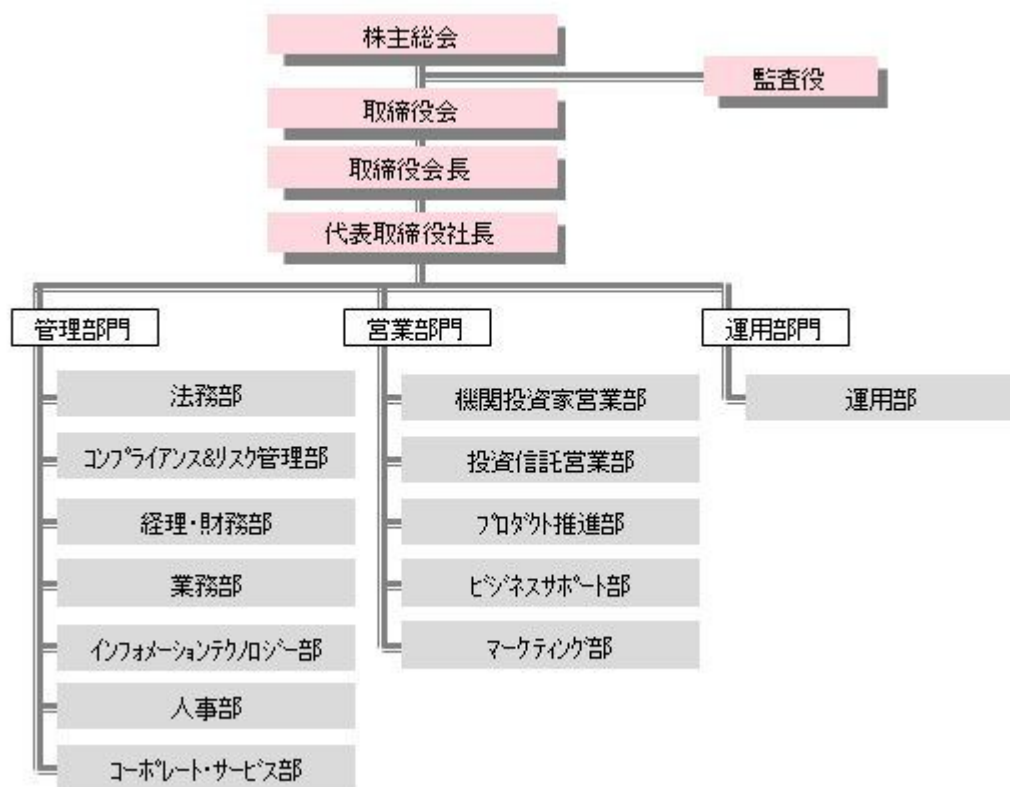 株主総会
監査役
取締役会
取締役会長
代表取締役社長
管理部門
営業部門
運用部門
法務部
コンプライアンス&リスク管理部
経理・財務部
業務部
インフォメーションテクノロジー部
人事部
コーポレート・サービス部
機関投資家営業部
投資信託営業部
プロダクト推進部
ビジネスサポート部
マーケティング部
運用部